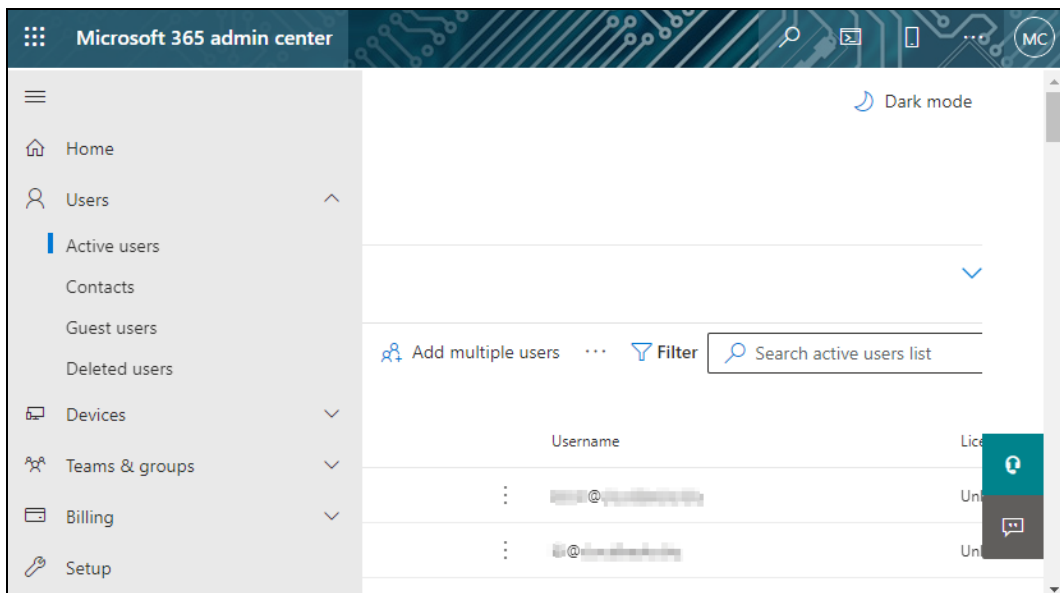 Microsoft 365 admin center
MC
Dark mode
Home
Users
Active users
Contacts
Guest users
Deleted users
Devices
Teams & groups
Billing
Setup
Add multiple users ··· Filter Search active users list
Username
@
@